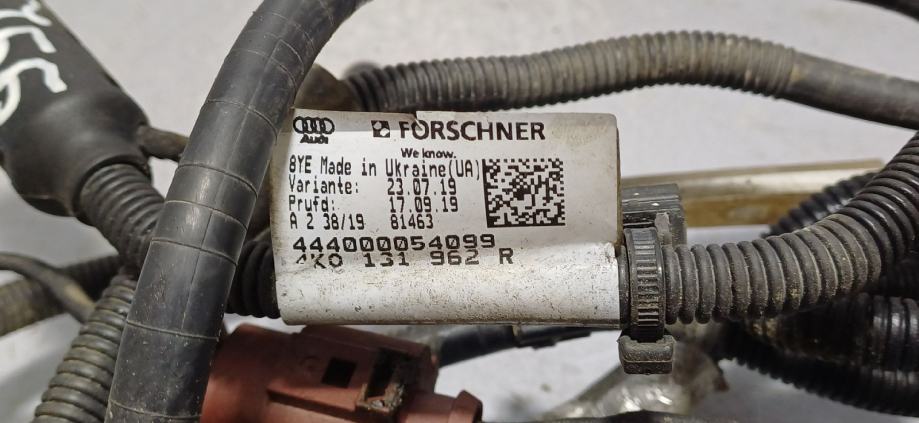 Audi FORSCHNER
We know.
8YE Made in Ukraine(UA)
Variante: 23.07.19
Prufd: 17.09.19
A 2 38/19 81463
444000054099
4K0 131 962 R